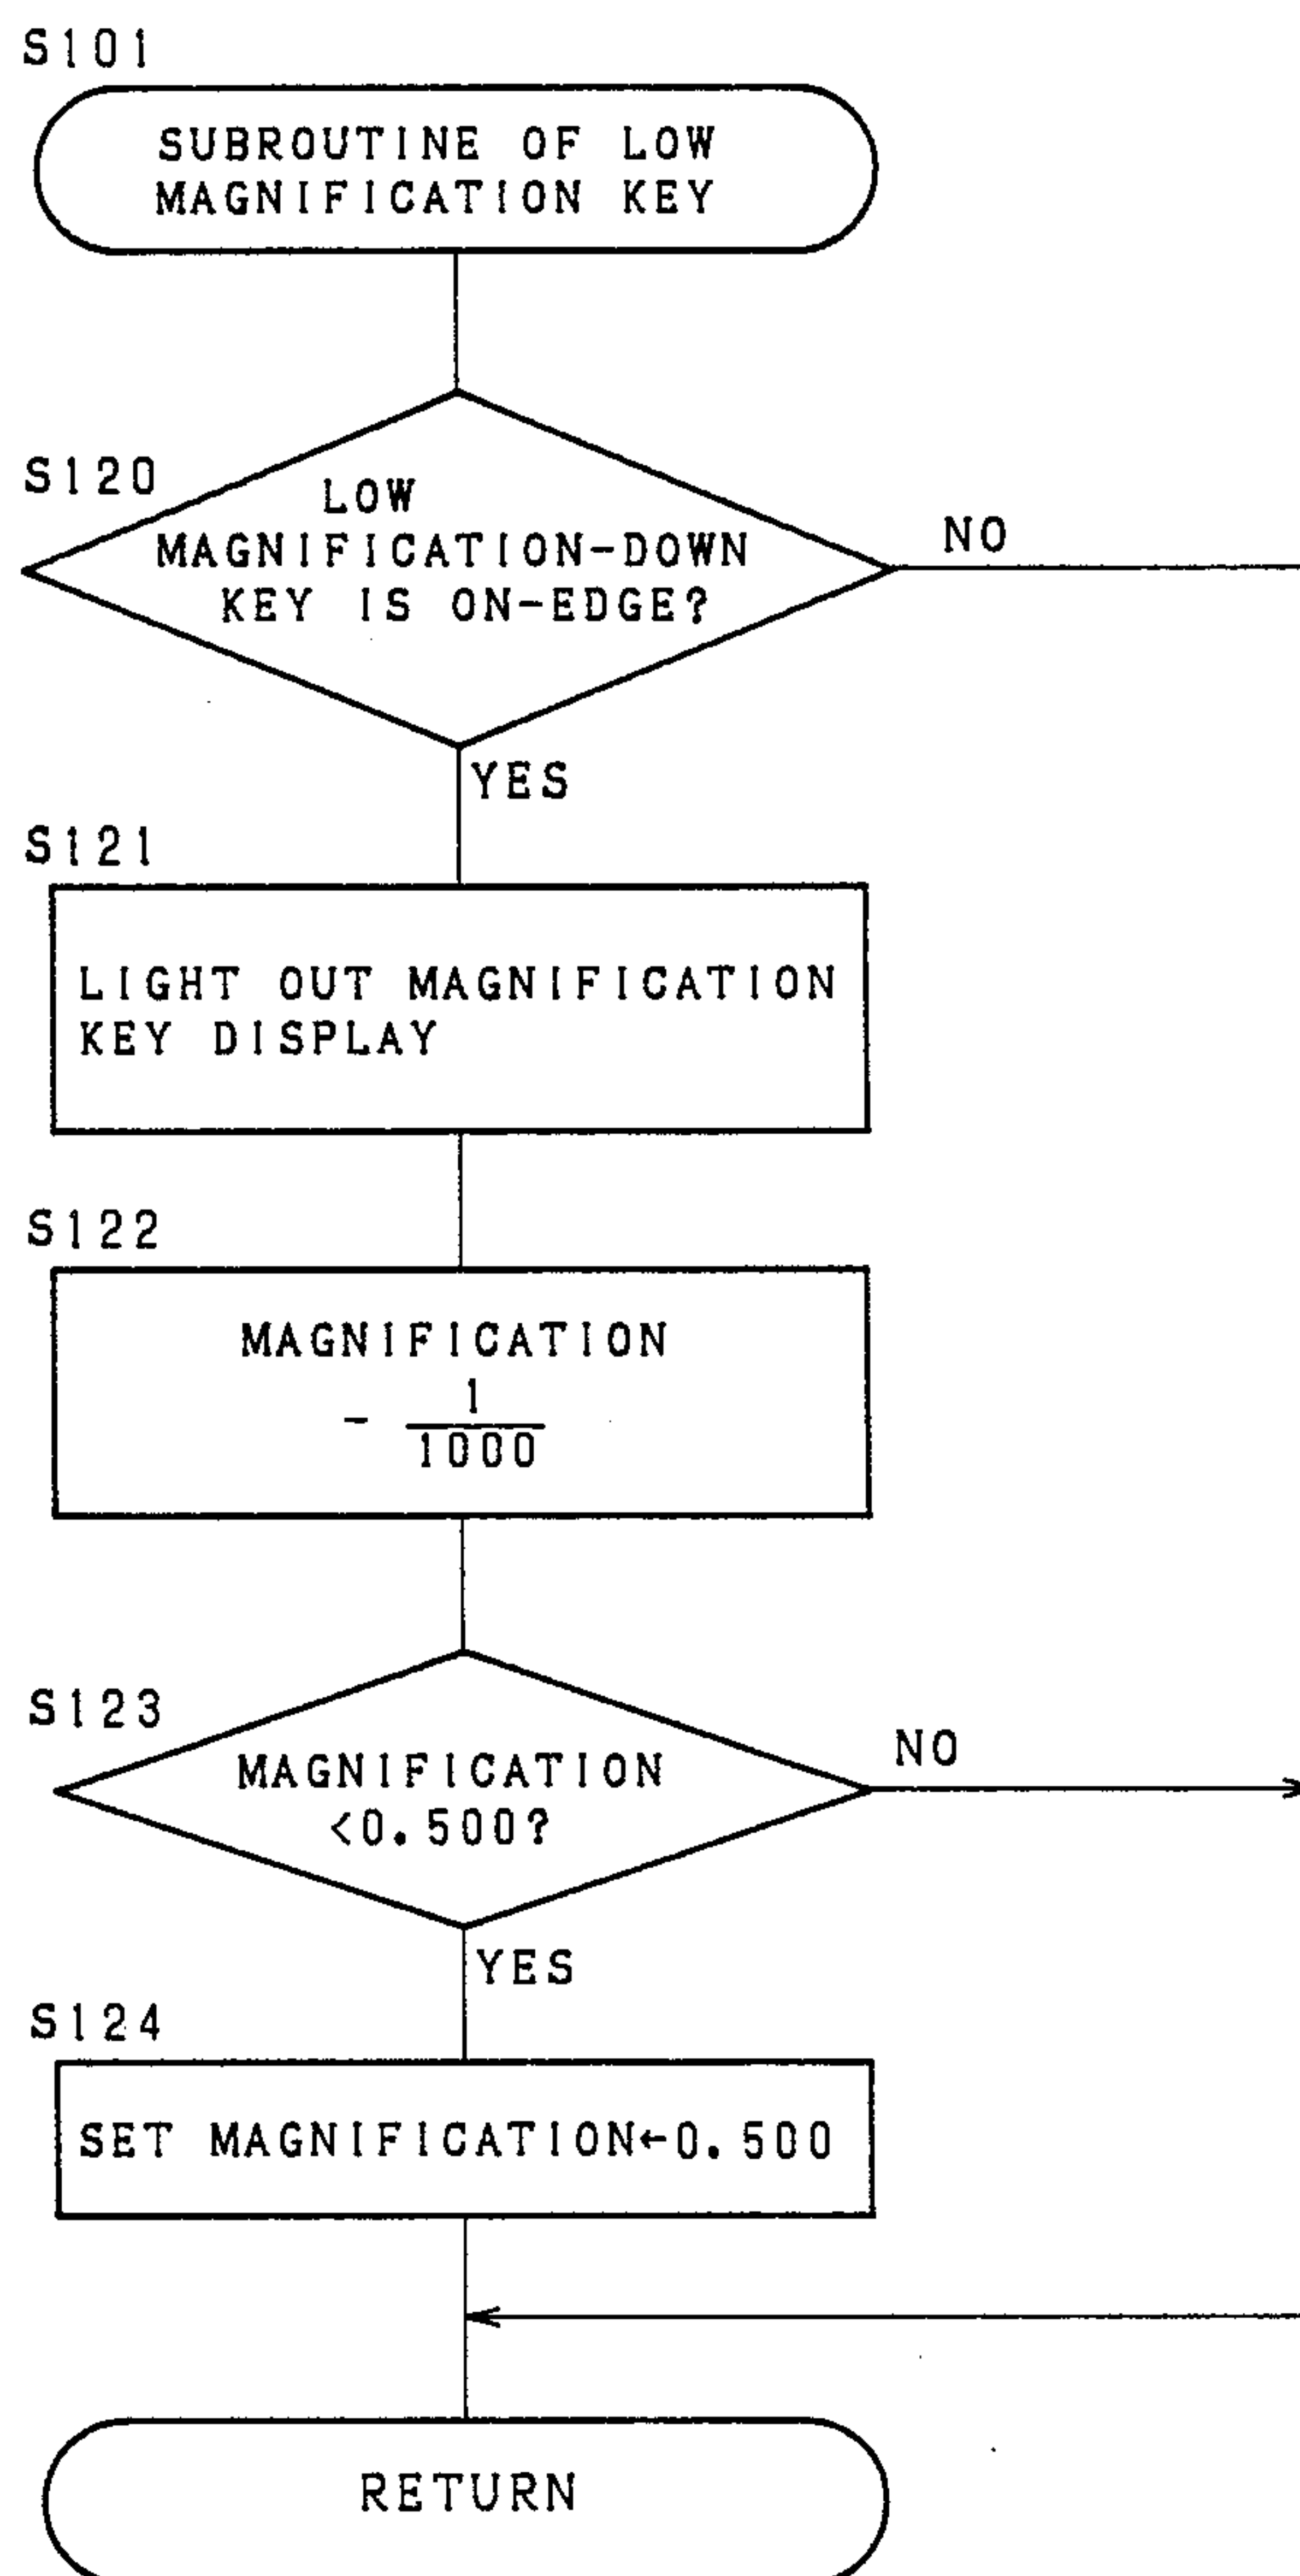 S101
SUBROUTINE OF LOW
MAGNIFICATION KEY
S120
LOW
MAGNIFICATION-DOWN
KEY IS ON-EDGE?
NO
YES
S121
LIGHT OUT MAGNIFICATION
KEY DISPLAY
S122
MAGNIFICATION
- 1
1000
S123
MAGNIFICATION
<0.500?
NO
YES
S124
SET MAGNIFICATION←0.500
RETURN